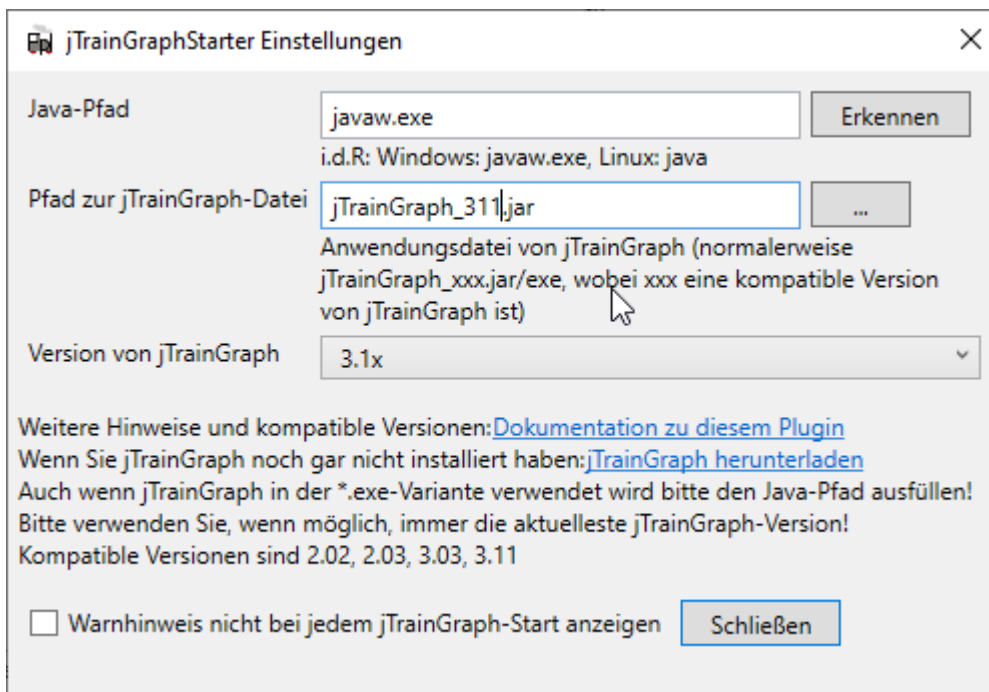 jTrainGraphStarter Einstellungen
Java-Pfad
javaw.exe
Erkennen
i.d.R: Windows: javaw.exe, Linux: java
Pfad zur jTrainGraph-Datei
jTrainGraph_311.jar
...
Anwendungsdatei von jTrainGraph (normalerweise
jTrainGraph_xxx.jar/exe, wobei xxx eine kompatible Version
von jTrainGraph ist)
Version von jTrainGraph
3.1x
Weitere Hinweise und kompatible Versionen:Dokumentation zu diesem Plugin
Wenn Sie jTrainGraph noch gar nicht installiert haben:jTrainGraph herunterladen
Auch wenn jTrainGraph in der *.exe-Variante verwendet wird bitte den Java-Pfad ausfüllen!
Bitte verwenden Sie, wenn möglich, immer die aktuelleste jTrainGraph-Version!
Kompatible Versionen sind 2.02, 2.03, 3.03, 3.11
Warnhinweis nicht bei jedem jTrainGraph-Start anzeigen
Schließen